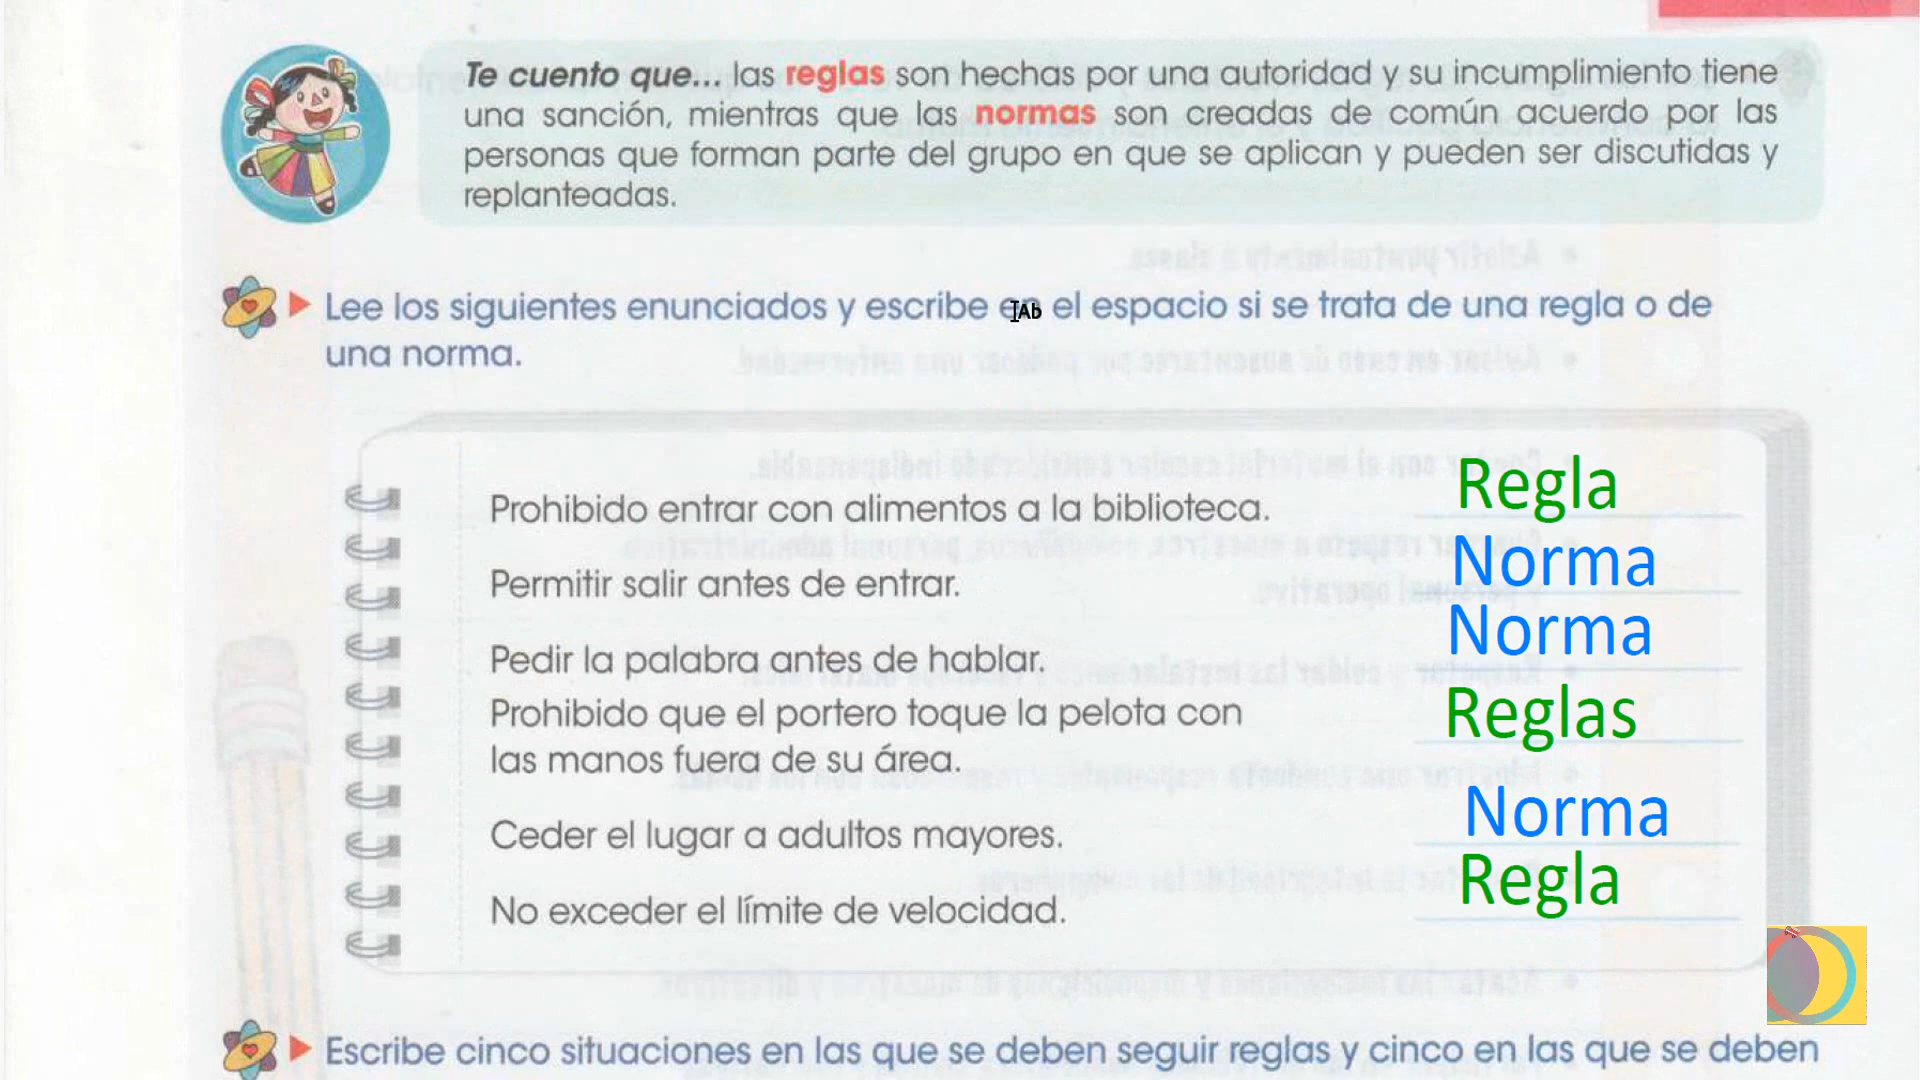 Te cuento que... las reglas son hechas por una autoridad y su incumplimiento tiene
una sanción, mientras que las normas son creadas de común acuerdo por las
personas que forman parte del grupo en que se aplican y pueden ser discutidas y
replanteadas.
Lee los siguientes enunciados y escribe en el espacio si se trata de una regla o de
una norma.
Prohibido entrar con alimentos a la biblioteca. Regla
Permitir salir antes de entrar. Norma
Pedir la palabra antes de hablar. Norma
Prohibido que el portero toque la pelota con Reglas
las manos fuera de su área.
Ceder el lugar a adultos mayores. Norma
No exceder el límite de velocidad. Regla
Escribe cinco situaciones en las que se deben seguir reglas y cinco en las que se deben